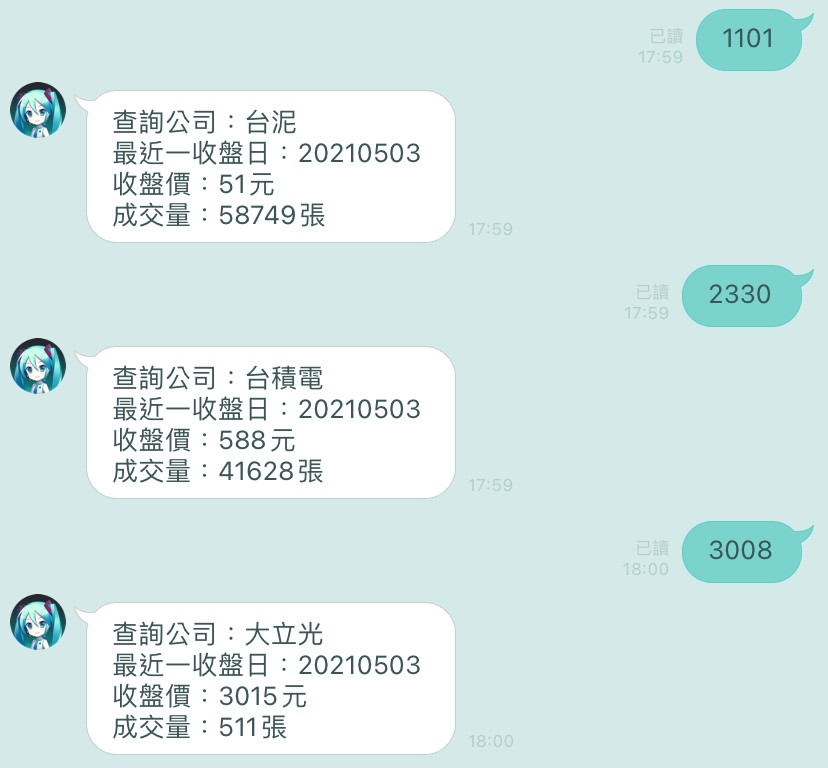 1101
已讀
17:59
查詢公司：台泥
最近一收盤日：20210503
收盤價：51元
成交量：58749張
17:59
2330
已讀
17:59
查詢公司：台積電
最近一收盤日：20210503
收盤價：588元
成交量：41628張
17:59
3008
已讀
18:00
查詢公司：大立光
最近一收盤日：20210503
收盤價：3015元
成交量：511張
18:00